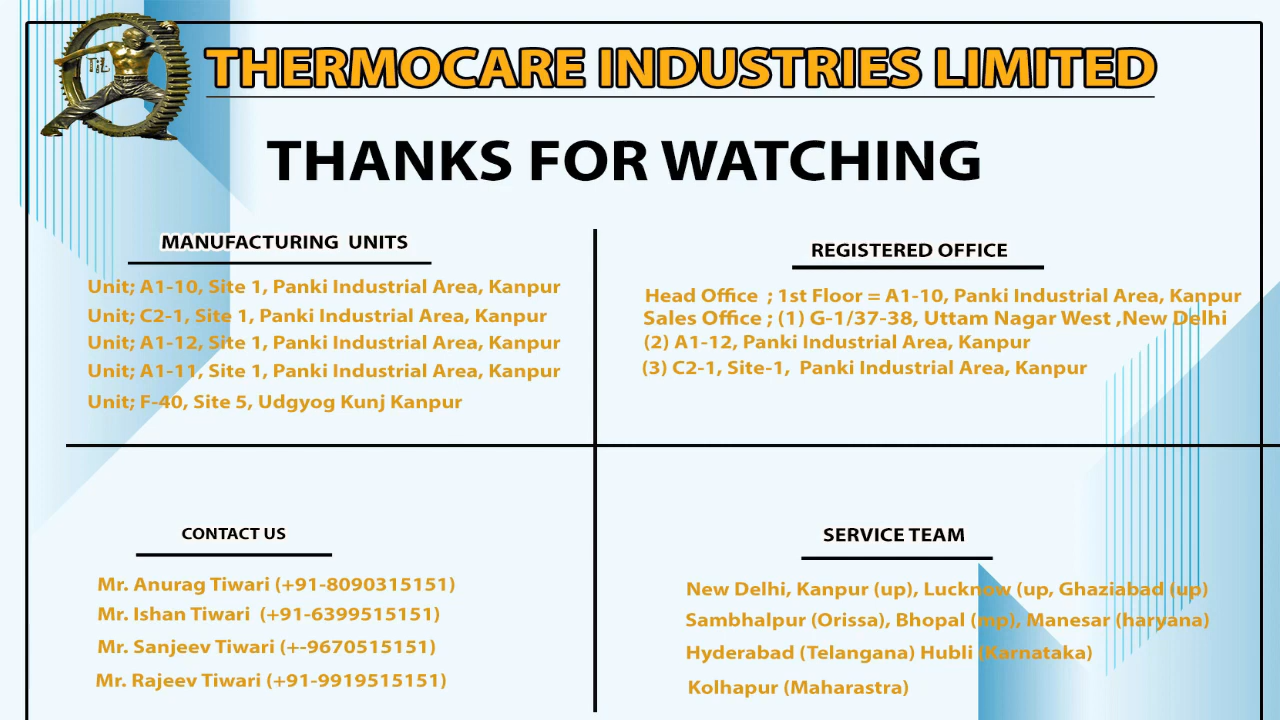 TiL
THERMOCARE INDUSTRIES LIMITED
THANKS FOR WATCHING
MANUFACTURING UNITS
Unit; A1-10, Site 1, Panki Industrial Area, Kanpur
Unit; C2-1, Site 1, Panki Industrial Area, Kanpur
Unit; A1-12, Site 1, Panki Industrial Area, Kanpur
Unit; A1-11, Site 1, Panki Industrial Area, Kanpur
Unit; F-40, Site 5, Udgyog Kunj Kanpur
REGISTERED OFFICE
Head Office ; 1st Floor = A1-10, Panki Industrial Area, Kanpur
Sales Office ; (1) G-1/37-38, Uttam Nagar West ,New Delhi
(2) A1-12, Panki Industrial Area, Kanpur
(3) C2-1, Site-1, Panki Industrial Area, Kanpur
CONTACT US
Mr. Anurag Tiwari (+91-8090315151)
Mr. Ishan Tiwari (+91-6399515151)
Mr. Sanjeev Tiwari (+-9670515151)
Mr. Rajeev Tiwari (+91-9919515151)
SERVICE TEAM
New Delhi, Kanpur (up), Lucknow (up, Ghaziabad (up)
Sambhalpur (Orissa), Bhopal (mp), Manesar (haryana)
Hyderabad (Telangana) Hubli (Karnataka)
Kolhapur (Maharastra)